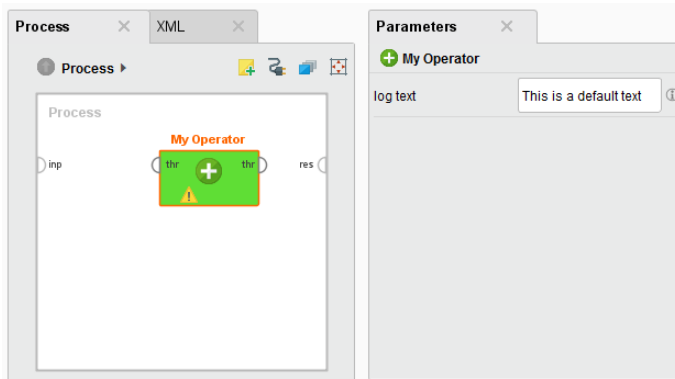 Process
XML
Process
Process
My Operator
inp
thr
thr
res
Parameters
My Operator
log text
This is a default text